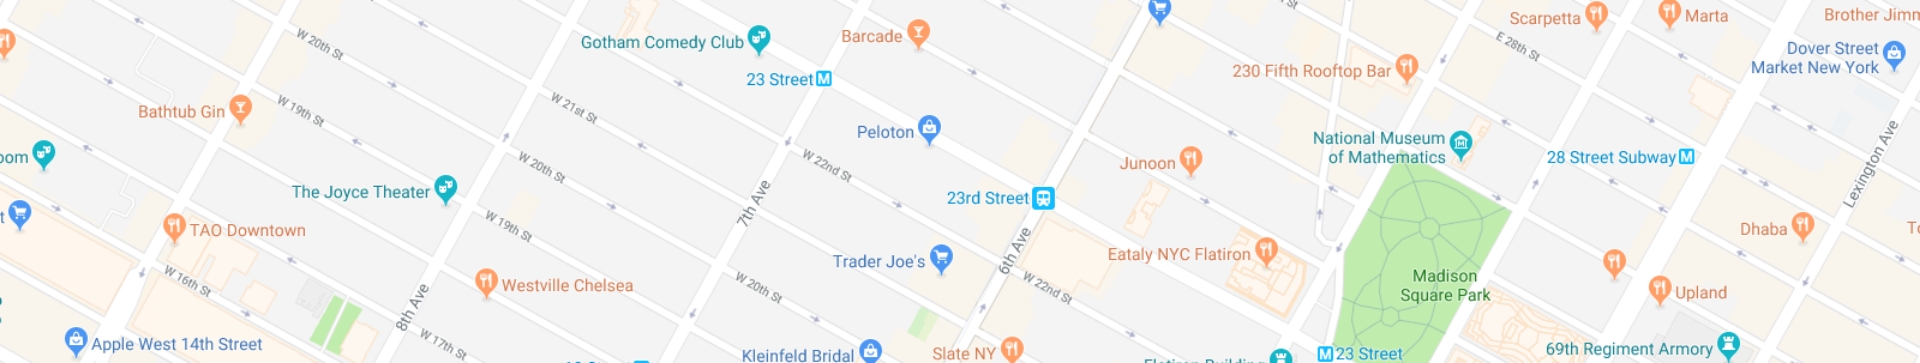 Scarpetta
Marta
Brother Jimm
Gotham Comedy Club
Barcade
W 20th St
E 28th St
Dover Street
Market New York
23 Street
230 Fifth Rooftop Bar
Bathtub Gin
W 19th St
W 21st St
Peloton
National Museum
of Mathematics
28 Street Subway
Lexington Ave
oom
The Joyce Theater
W 20th St
W 22nd St
Junoon
7th Ave
23rd Street
TAO Downtown
W 19th St
Dhaba
6th Ave
Trader Joe's
Eataly NYC Flatiron
W 16th St
Westville Chelsea
W 20th St
W 22nd St
Madison
Square Park
Upland
8th Ave
Apple West 14th Street
W 17th St
Kleinfeld Bridal
Slate NY
Flatiron Building
23 Street
69th Regiment Armory